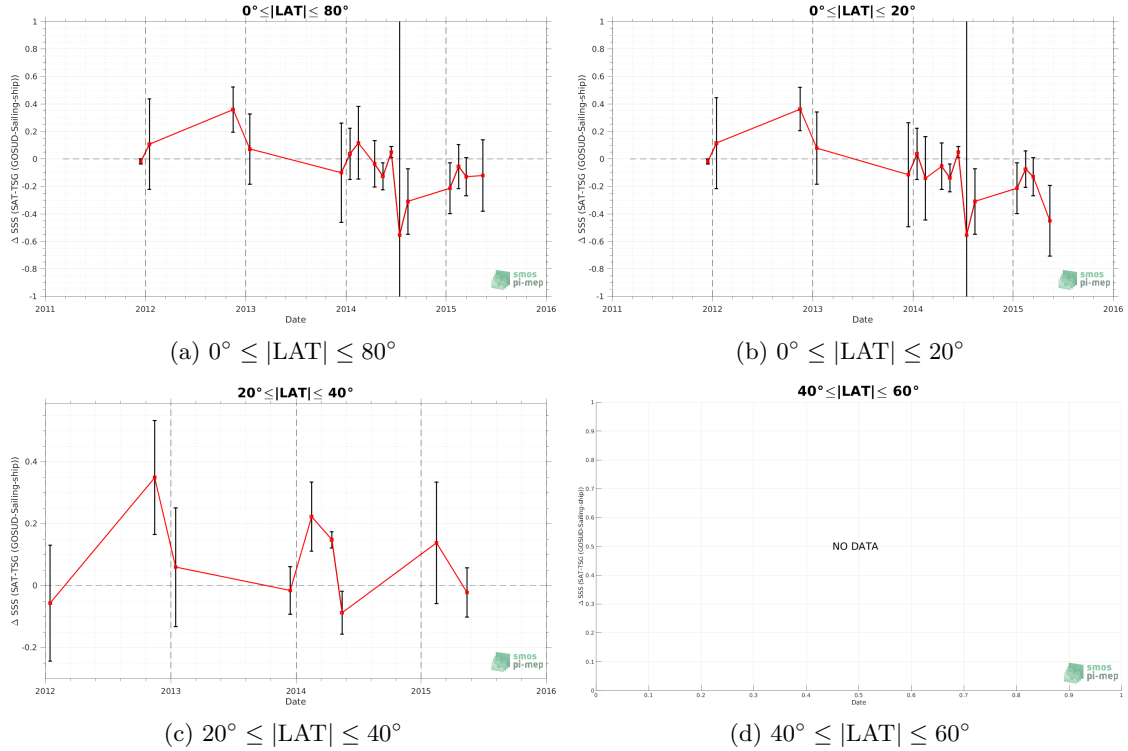 0°≤|LAT|≤ 80°
Δ SSS (SAT-TSG (GOSUD-Sailing-ship))
1
0.8
0.6
0.4
0.2
0
-0.2
-0.4
-0.6
-0.8
-1
2011 2012 2013 2014 2015 2016
Date
smos
pi-mep
(a) 0° ≤ |LAT| ≤ 80°
0°≤|LAT|≤ 20°
Δ SSS (SAT-TSG (GOSUD-Sailing-ship))
1
0.8
0.6
0.4
0.2
0
-0.2
-0.4
-0.6
-0.8
-1
2011 2012 2013 2014 2015 2016
Date
smos
pi-mep
(b) 0° ≤ |LAT| ≤ 20°
20°≤|LAT|≤ 40°
Δ SSS (SAT-TSG (GOSUD-Sailing-ship))
0.4
0.2
0
-0.2
2012 2013 2014 2015 2016
Date
smos
pi-mep
(c) 20° ≤ |LAT| ≤ 40°
40°≤|LAT|≤ 60°
Δ SSS (SAT-TSG (GOSUD-Sailing-ship))
1
0.9
0.8
0.7
0.6
0.5
0.4
0.3
0.2
0.1
0
NO DATA
0 0.1 0.2 0.3 0.4 0.5 0.6 0.7 0.8 0.9 1
Date
smos
pi-mep
(d) 40° ≤ |LAT| ≤ 60°